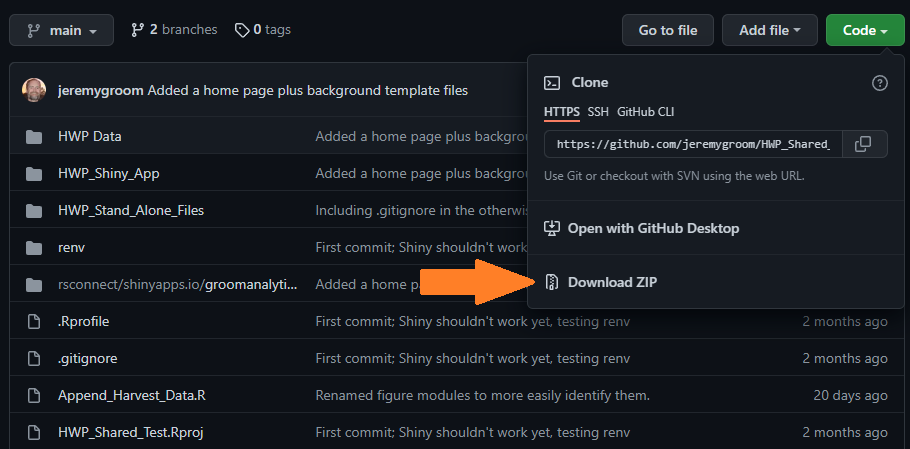 main
2 branches
0 tags
Go to file
Add file
Code
jeremygroom Added a home page plus background template files
Clone
HTTPS SSH GitHub CLI
https://github.com/jeremygroom/HWP_Shared_
Use Git or checkout with SVN using the web URL.
Open with GitHub Desktop
Download ZIP
HWP Data Added a home page plus backgro
HWP_Shiny_App Added a home page plus backgro
HWP_Stand_Alone_Files Including .gitignore in the otherwis
renv First commit; Shiny shouldn't work
rsconnect/shinyapps.io/groomanalyti... Added a home pa
.Rprofile First commit; Shiny shouldn't work yet, testing renv 2 months ago
.gitignore First commit; Shiny shouldn't work yet, testing renv 2 months ago
Append_Harvest_Data.R Renamed figure modules to more easily identify them. 20 days ago
HWP_Shared_Test.Rproj First commit; Shiny shouldn't work yet, testing renv 2 months ago